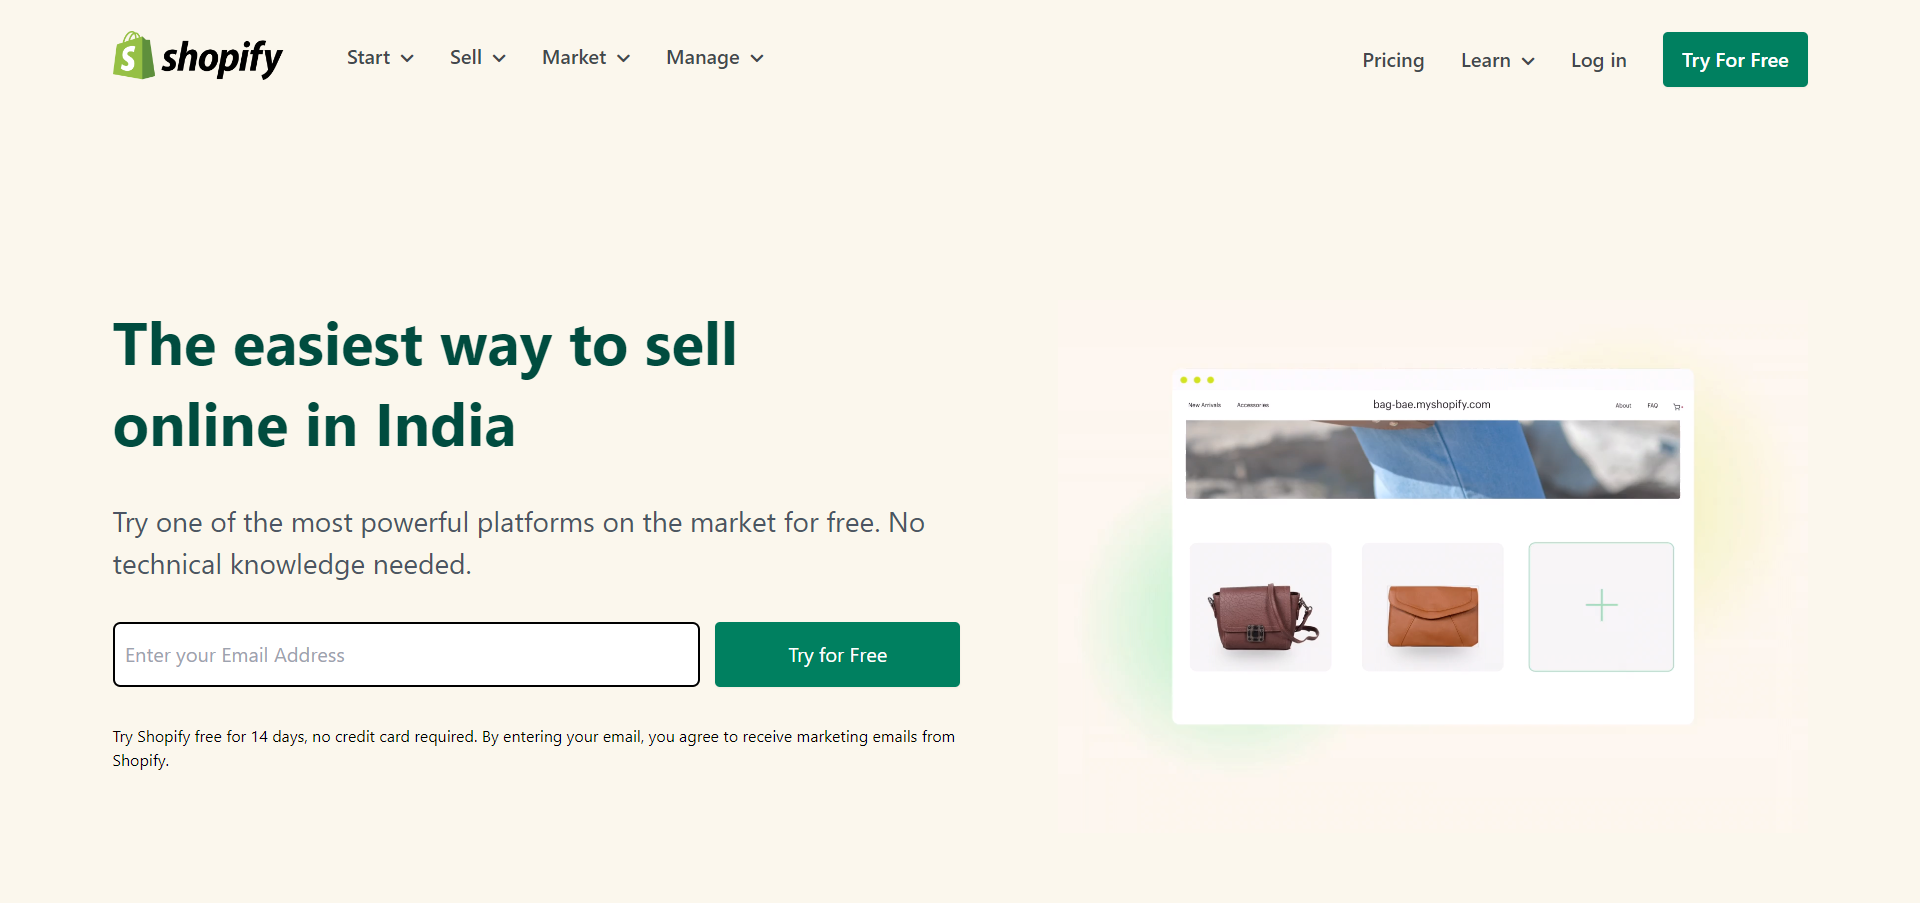 shopify
Start
Sell
Market
Manage
Pricing
Learn
Log in
Try For Free
The easiest way to sell
online in India
Try one of the most powerful platforms on the market for free. No
technical knowledge needed.
Enter your Email Address
Try for Free
Try Shopify free for 14 days, no credit card required. By entering your email, you agree to receive marketing emails from
Shopify.
New Arrivals
Accessories
bag-bae.myshopify.com
About
FAQ